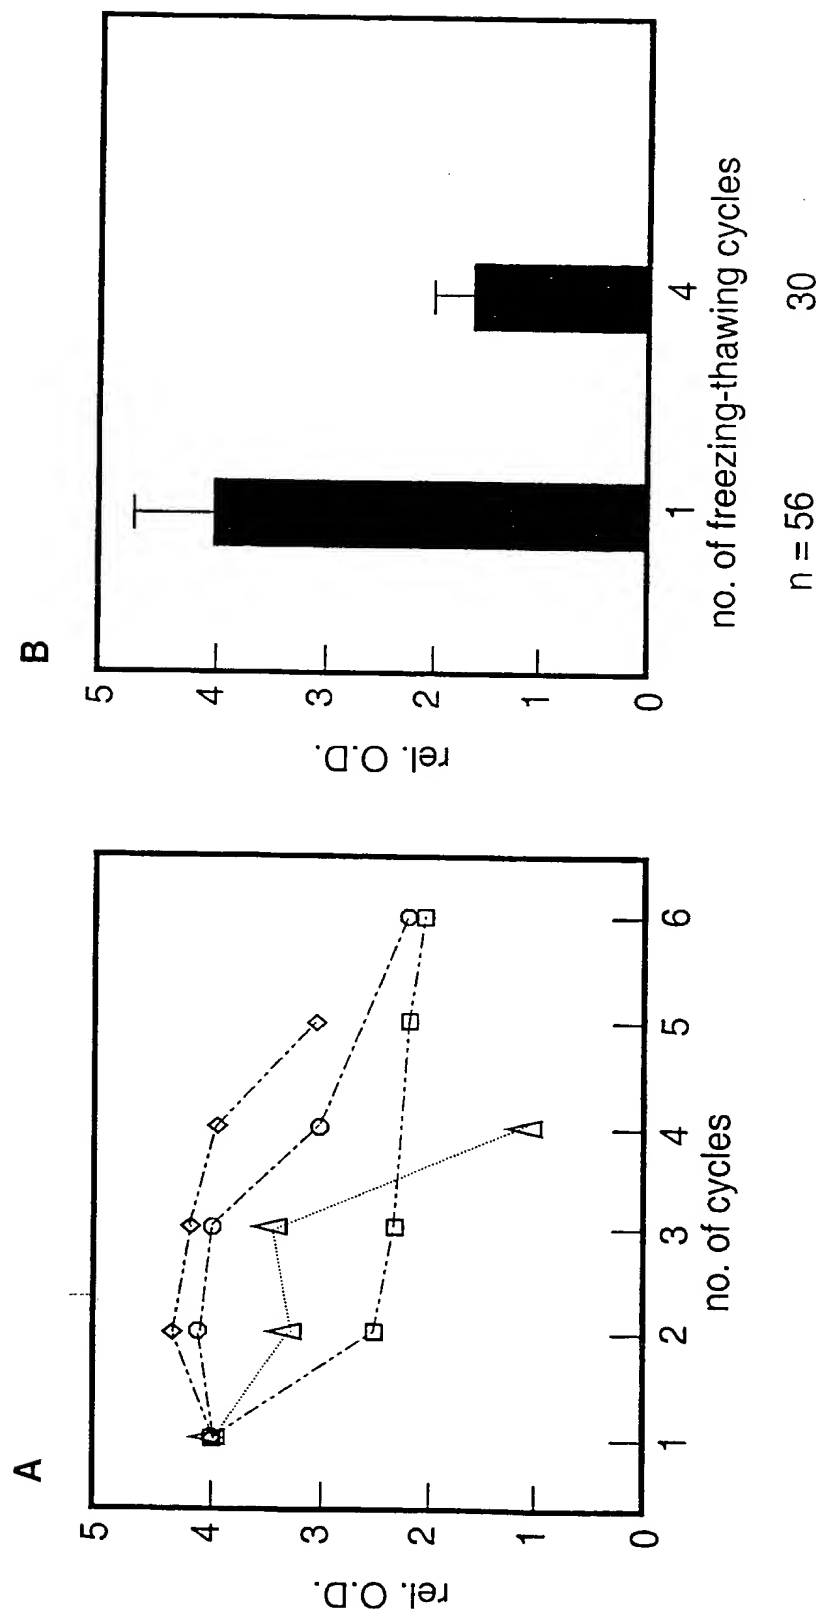 A
rel. O.D.
5
4
3
2
1
0
1 2 3 4 5 6
no. of cycles
B
rel. O.D.
5
4
3
2
1
0
1 4
no. of freezing-thawing cycles
n = 56 30